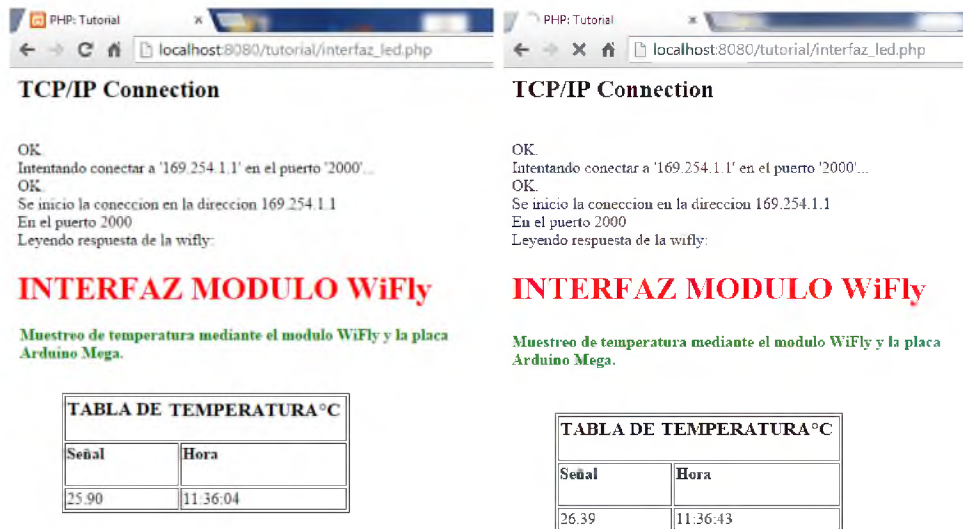 PHP: Tutorial
localhost:8080/tutorial/interfaz_led.php
TCP/IP Connection
OK.
Intentando conectar a '169.254.1.1' en el puerto '2000'...
OK.
Se inicio la coneccion en la direccion 169.254.1.1
En el puerto 2000
Leyendo respuesta de la wifly:
INTERFAZ MODULO WiFly
Muestreo de temperatura mediante el modulo WiFly y la placa
Arduino Mega.
TABLA DE TEMPERATURA°C
Señal Hora
25.90 11:36:04
PHP: Tutorial
localhost:8080/tutorial/interfaz_led.php
TCP/IP Connection
OK.
Intentando conectar a '169.254.1.1' en el puerto '2000'...
OK.
Se inicio la coneccion en la direccion 169.254.1.1
En el puerto 2000
Leyendo respuesta de la wifly:
INTERFAZ MODULO WiFly
Muestreo de temperatura mediante el modulo WiFly y la placa
Arduino Mega.
TABLA DE TEMPERATURA°C
Señal Hora
26.39 11:36:43